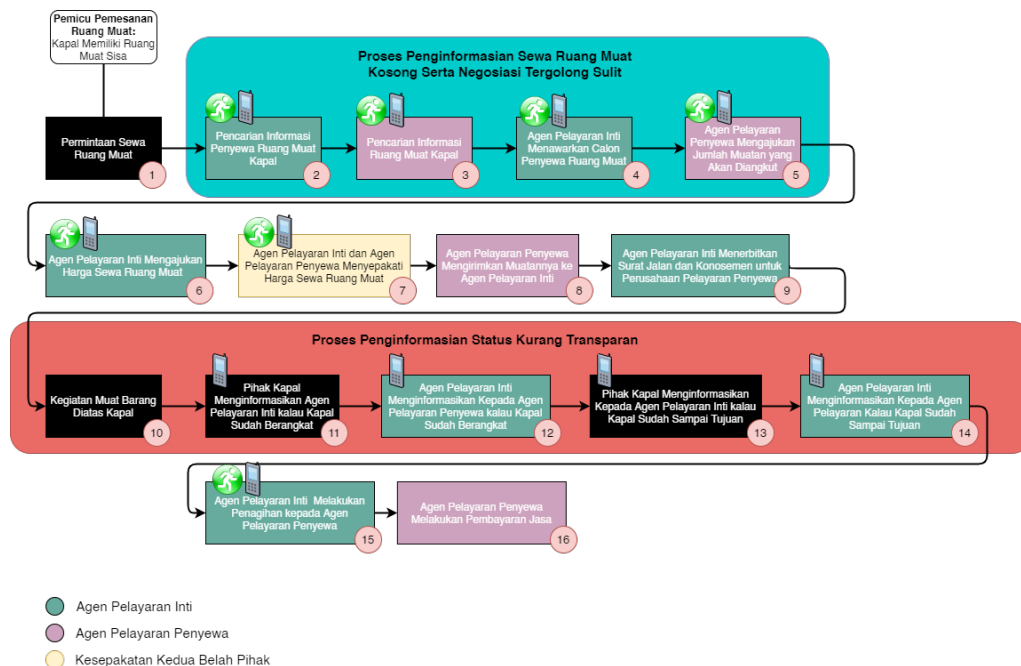 Pemicu Pemesanan
Ruang Muat:
Kapal Memiliki Ruang
Muat Sisa
Proses Penginformasian Sewa Ruang Muat
Kosong Serta Negosiasi Tergolong Sulit
Permintaan Sewa
Ruang Muat
1
Pencarian Informasi
Penyewa Ruang Muat
Kapal
2
Pencarian Informasi
Ruang Muat Kapal
3
Agen Pelayaran Inti
Menawarkan Calon
Penyewa Ruang Muat
4
Agen Pelayaran
Penyewa Mengajukan
Jumlah Muatan yang
Akan Diangkut
5
Agen Pelayaran Inti Mengajukan
Harga Sewa Ruang Muat
6
Agen Pelayaran Inti dan Agen
Pelayaran Penyewa Menyepakati
Harga Sewa Ruang Muat
7
Agen Pelayaran Penyewa
Mengirimkan Muatannya ke
Agen Pelayaran Inti
8
Agen Pelayaran Inti Menerbitkan
Surat Jalan dan Konosemen untuk
Perusahaan Pelayaran Penyewa
9
Proses Penginformasian Status Kurang Transparan
Kegiatan Muat Barang
Diatas Kapal
10
Pihak Kapal
Menginformasikan Agen
Pelayaran Inti kalau Kapal
Sudah Berangkat
11
Agen Pelayaran Inti
Menginformasikan Kepada Agen
Pelayaran Penyewa kalau Kapal
Sudah Berangkat
12
Pihak Kapal Menginformasikan
Kepada Agen Pelayaran Inti kalau
Kapal Sudah Sampai Tujuan
13
Agen Pelayaran Inti
Menginformasikan Kepada Agen
Pelayaran Kalau Kapal Sudah
Sampai Tujuan
14
Agen Pelayaran Inti Melakukan
Penagihan kepada Agen
Pelayaran Penyewa
15
Agen Pelayaran Penyewa
Melakukan Pembayaran Jasa
16
Agen Pelayaran Inti
Agen Pelayaran Penyewa
Kesepakatan Kedua Belah Pihak